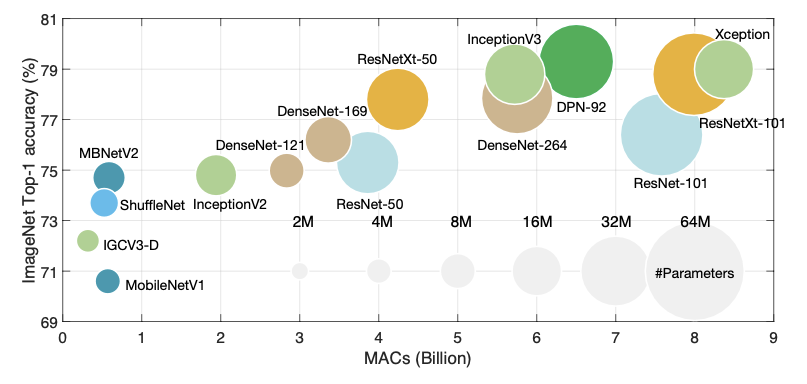 ImageNet Top-1 accuracy (%)
81
79
77
75
73
71
69
InceptionV3
Xception
ResNetXt-50
DPN-92
DenseNet-169
ResNetXt-101
DenseNet-121
DenseNet-264
MBNetV2
ResNet-101
ShuffleNet
InceptionV2
ResNet-50
2M 4M 8M 16M 32M 64M
IGCV3-D
#Parameters
MobileNetV1
0 1 2 3 4 5 6 7 8 9
MACs (Billion)